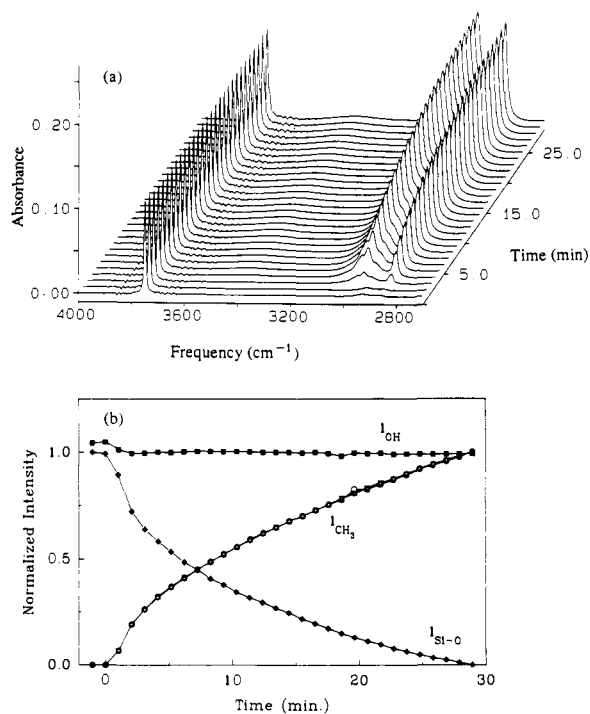 (a)
0.20
0.10
0.00
Absorbance
4000 3600 3200 2800
Frequency (cm⁻¹)
5.0
15.0
25.0
Time (min)
(b)
I_OH
I_CH₃
I_Si-O
1.0
0.5
0.0
Normalized Intensity
0 10 20 30
Time (min.)